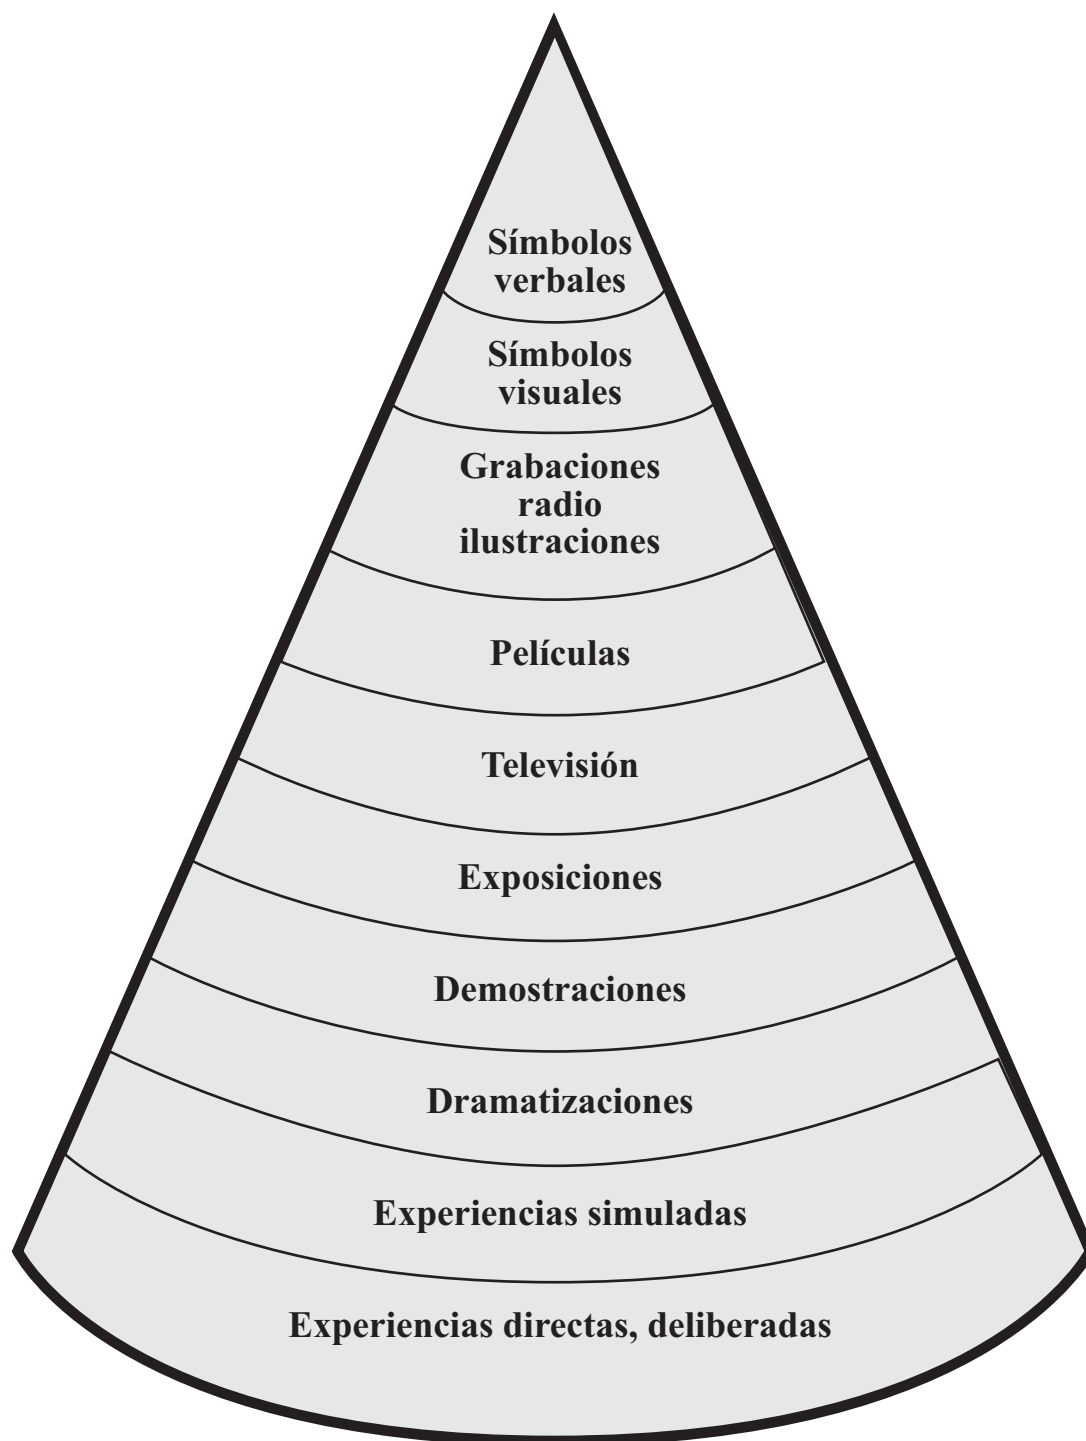 Símbolos
verbales
Símbolos
visuales
Grabaciones
radio
ilustraciones
Películas
Televisión
Exposiciones
Demostraciones
Dramatizaciones
Experiencias simuladas
Experiencias directas, deliberadas